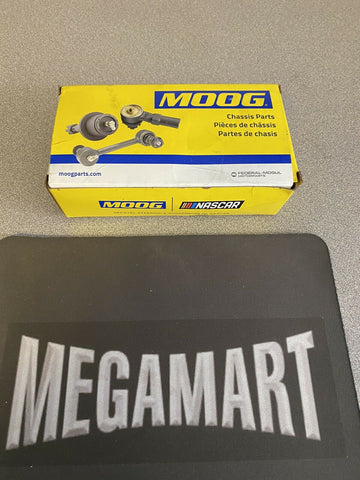 MOOG
Chassis Parts
Pièces de châssis
Partes de chasis
moogparts.com
FEDERAL-MOGUL
MOTORPARTS
MOOG NASCAR
MEGAMART